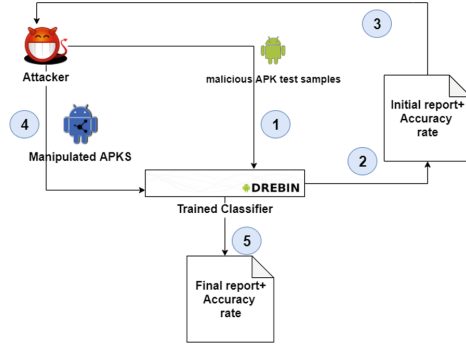 3
Attacker
malicious APK test samples
Initial report+
Accuracy
rate
4
1
Manipulated APKS
2
DREBIN
Trained Classifier
5
Final report+
Accuracy
rate